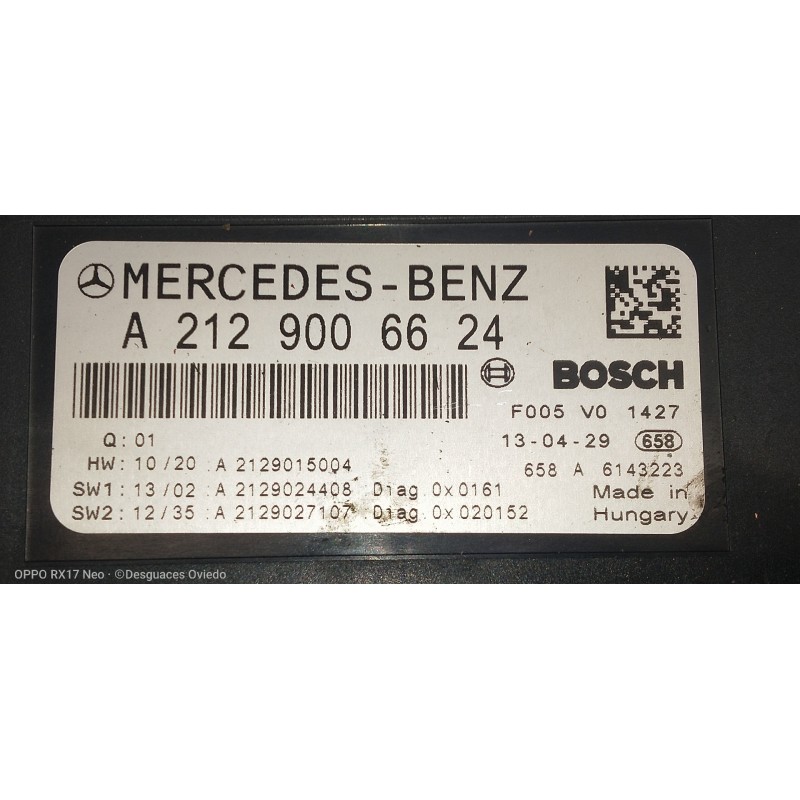 MERCEDES-BENZ
A 212 900 66 24
BOSCH
F005 V0 1427
Q: 01
13-04-29 658
HW: 10/20 :A 2129015004
658 A 6143223
SW1: 13/02 :A 2129024408 Diag.0x0161
Made in
SW2: 12/35 :A 2129027107 Diag.0x020152
Hungary
OPPO RX17 Neo · ©Desguaces Oviedo